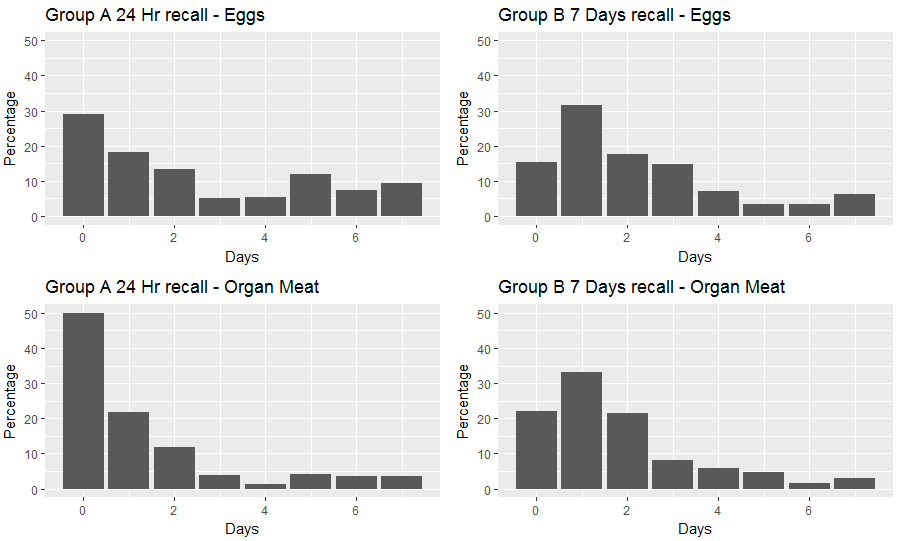 Group A 24 Hr recall - Eggs
Percentage
50
40
30
20
10
0
0 2 4 6
Days
Group B 7 Days recall - Eggs
Percentage
50
40
30
20
10
0
0 2 4 6
Days
Group A 24 Hr recall - Organ Meat
Percentage
50
40
30
20
10
0
0 2 4 6
Days
Group B 7 Days recall - Organ Meat
Percentage
50
40
30
20
10
0
0 2 4 6
Days